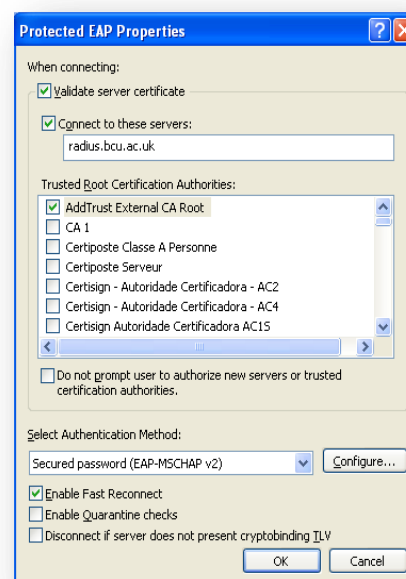 Protected EAP Properties
When connecting:
Validate server certificate
Connect to these servers:
radius.bcu.ac.uk
Trusted Root Certification Authorities:
AddTrust External CA Root
CA 1
Certiposte Classe A Personne
Certiposte Serveur
Certisign - Autoridade Certificadora - AC2
Certisign - Autoridade Certificadora - AC4
Certisign Autoridade Certificadora AC1S
Do not prompt user to authorize new servers or trusted
certification authorities.
Select Authentication Method:
Secured password (EAP-MSCHAP v2) Configure...
Enable Fast Reconnect
Enable Quarantine checks
Disconnect if server does not present cryptobinding TLV
OK Cancel